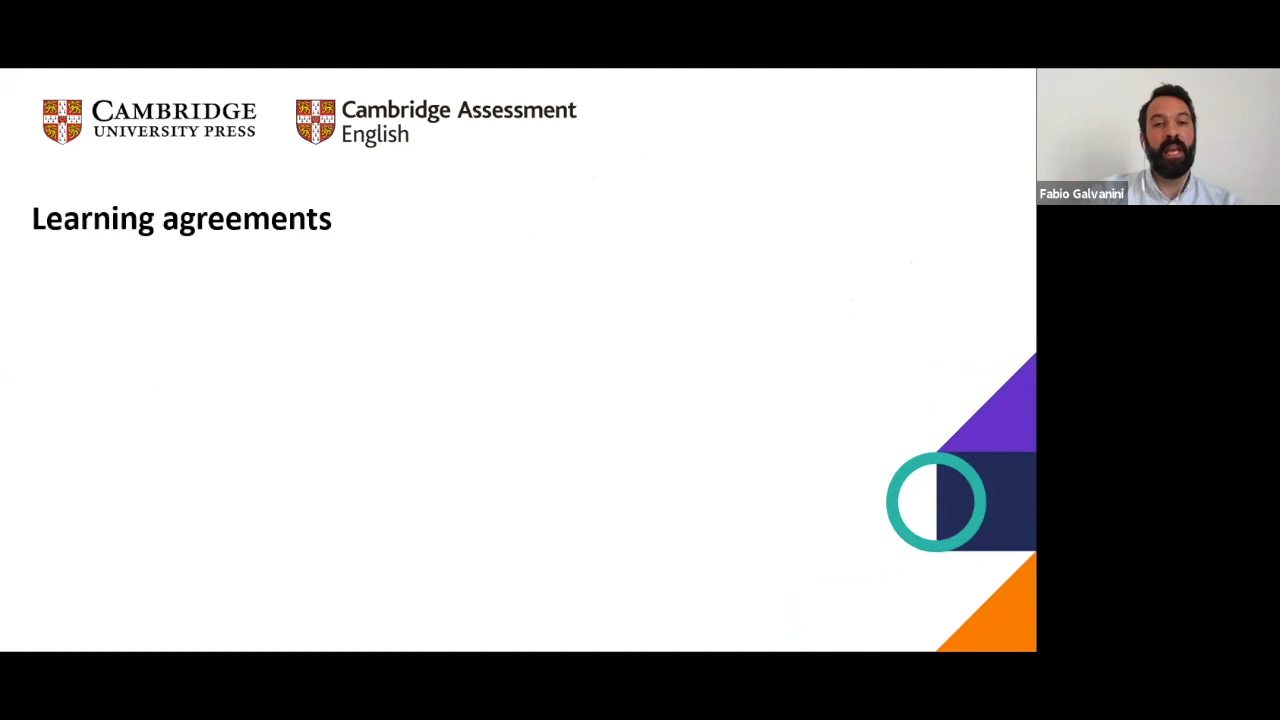 CAMBRIDGE
UNIVERSITY PRESS
Cambridge Assessment
English
Fabio Galvanini
Learning agreements